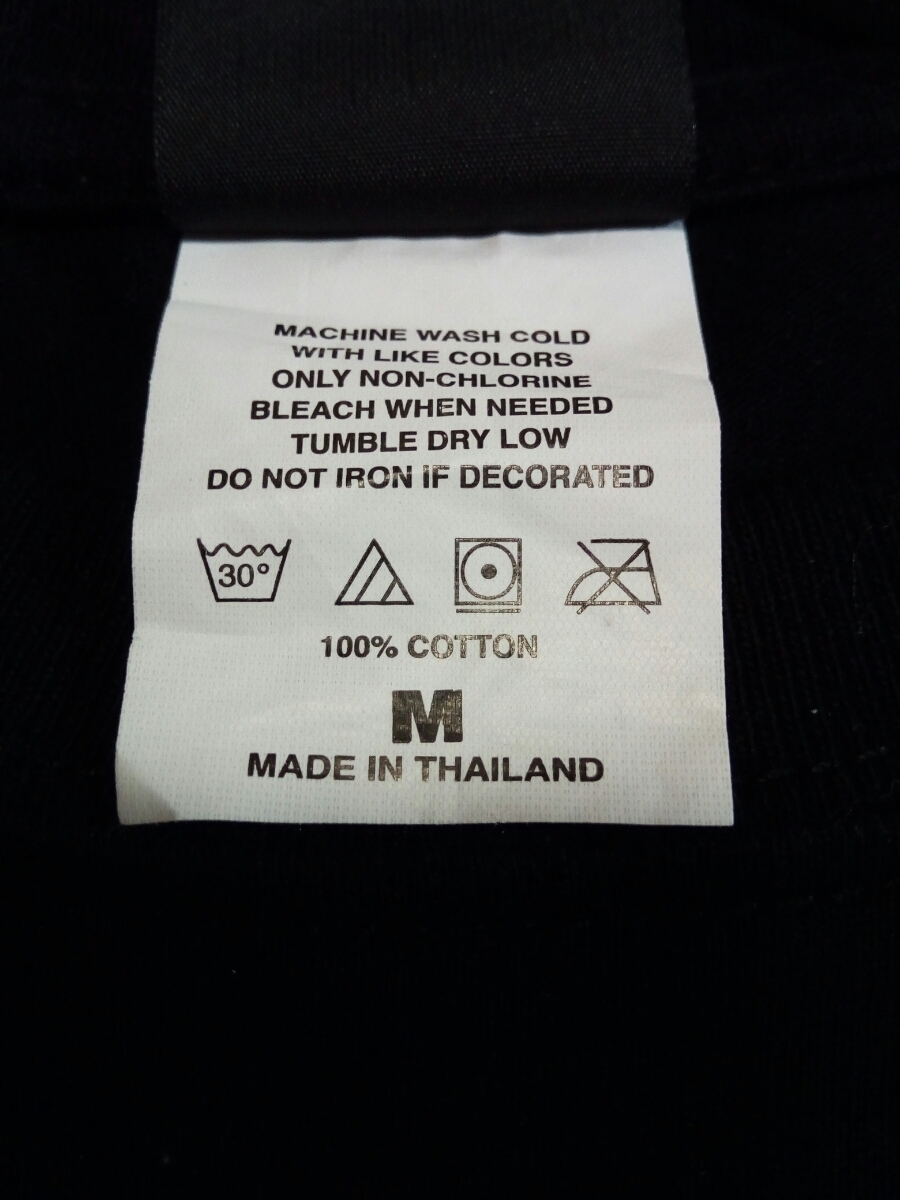 MACHINE WASH COLD
WITH LIKE COLORS
ONLY NON-CHLORINE
BLEACH WHEN NEEDED
TUMBLE DRY LOW
DO NOT IRON IF DECORATED
30°
100% COTTON
M
MADE IN THAILAND